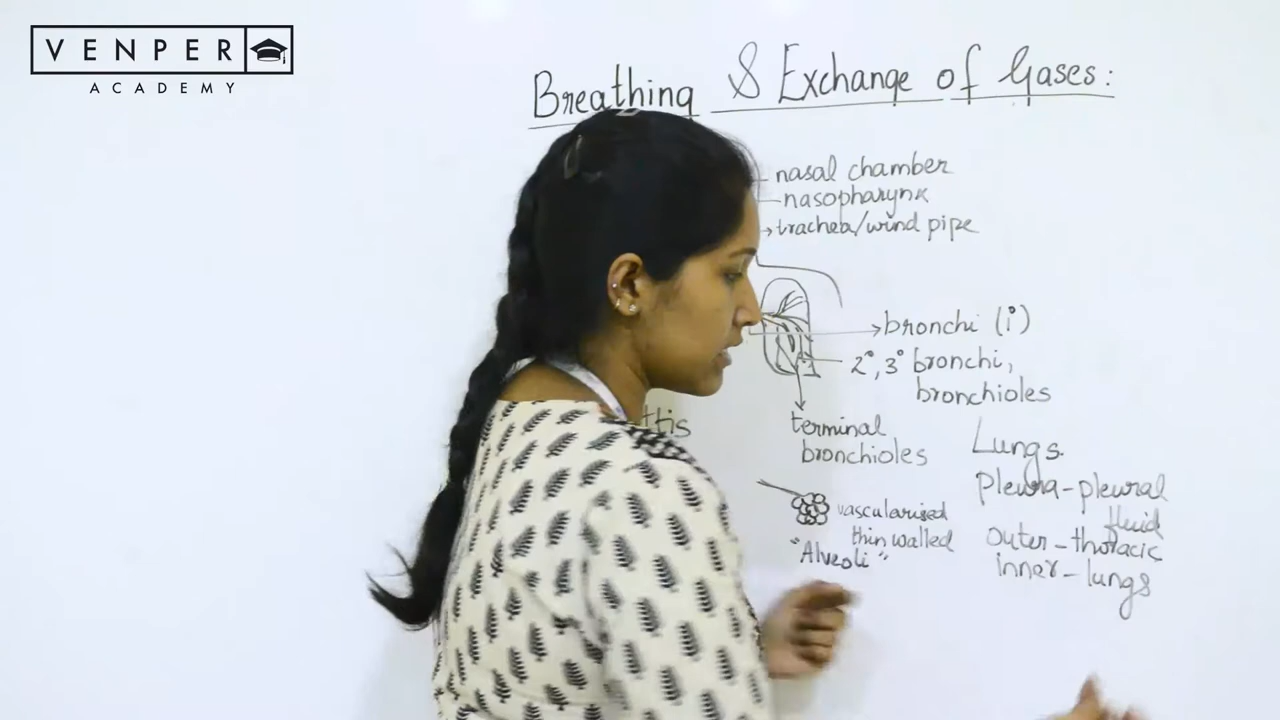 VENPER
ACADEMY
Breathing & Exchange of Gases:
nasal chamber
nasopharynx
trachea/wind pipe
bronchi (1°)
2°, 3° bronchi,
bronchioles
terminal
bronchioles
vascularised
thin walled
"Alveoli"
Lungs.
Pleura - pleural
fluid
outer - thoracic
inner - lungs